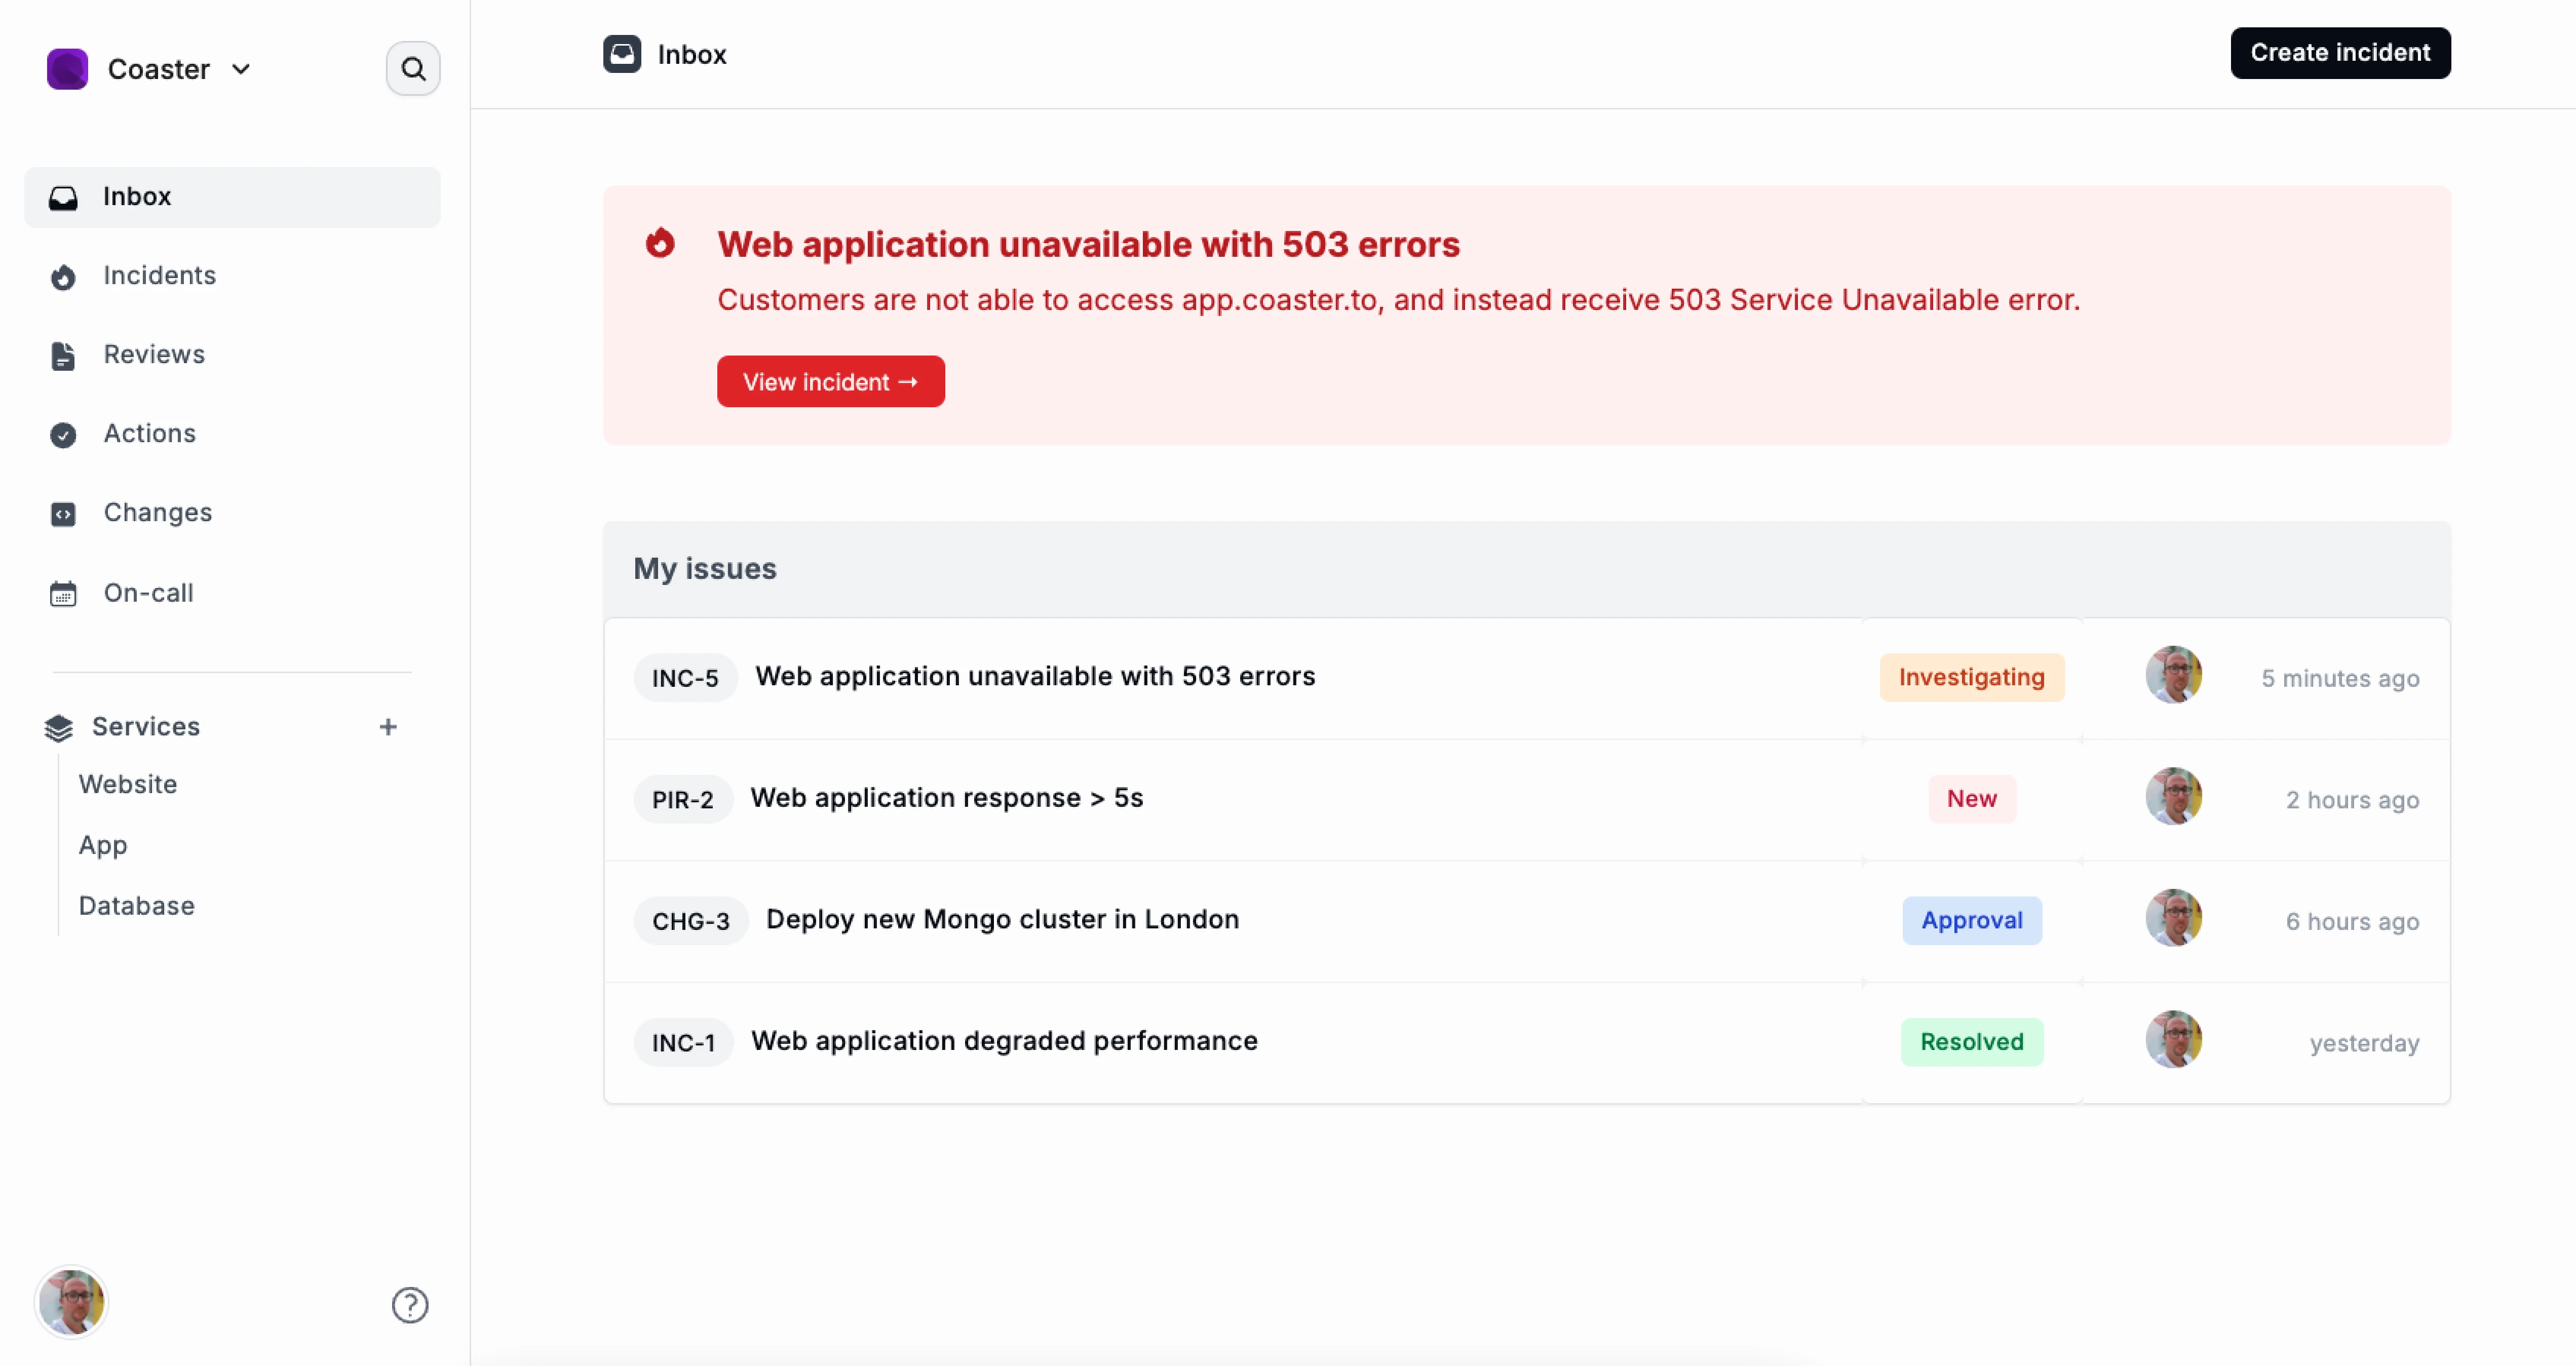 Coaster
Inbox
Incidents
Reviews
Actions
Changes
On-call
Services +
Website
App
Database
Inbox
Create incident
Web application unavailable with 503 errors
Customers are not able to access app.coaster.to, and instead receive 503 Service Unavailable error.
View incident →
My issues
INC-5 Web application unavailable with 503 errors Investigating 5 minutes ago
PIR-2 Web application response > 5s New 2 hours ago
CHG-3 Deploy new Mongo cluster in London Approval 6 hours ago
INC-1 Web application degraded performance Resolved yesterday